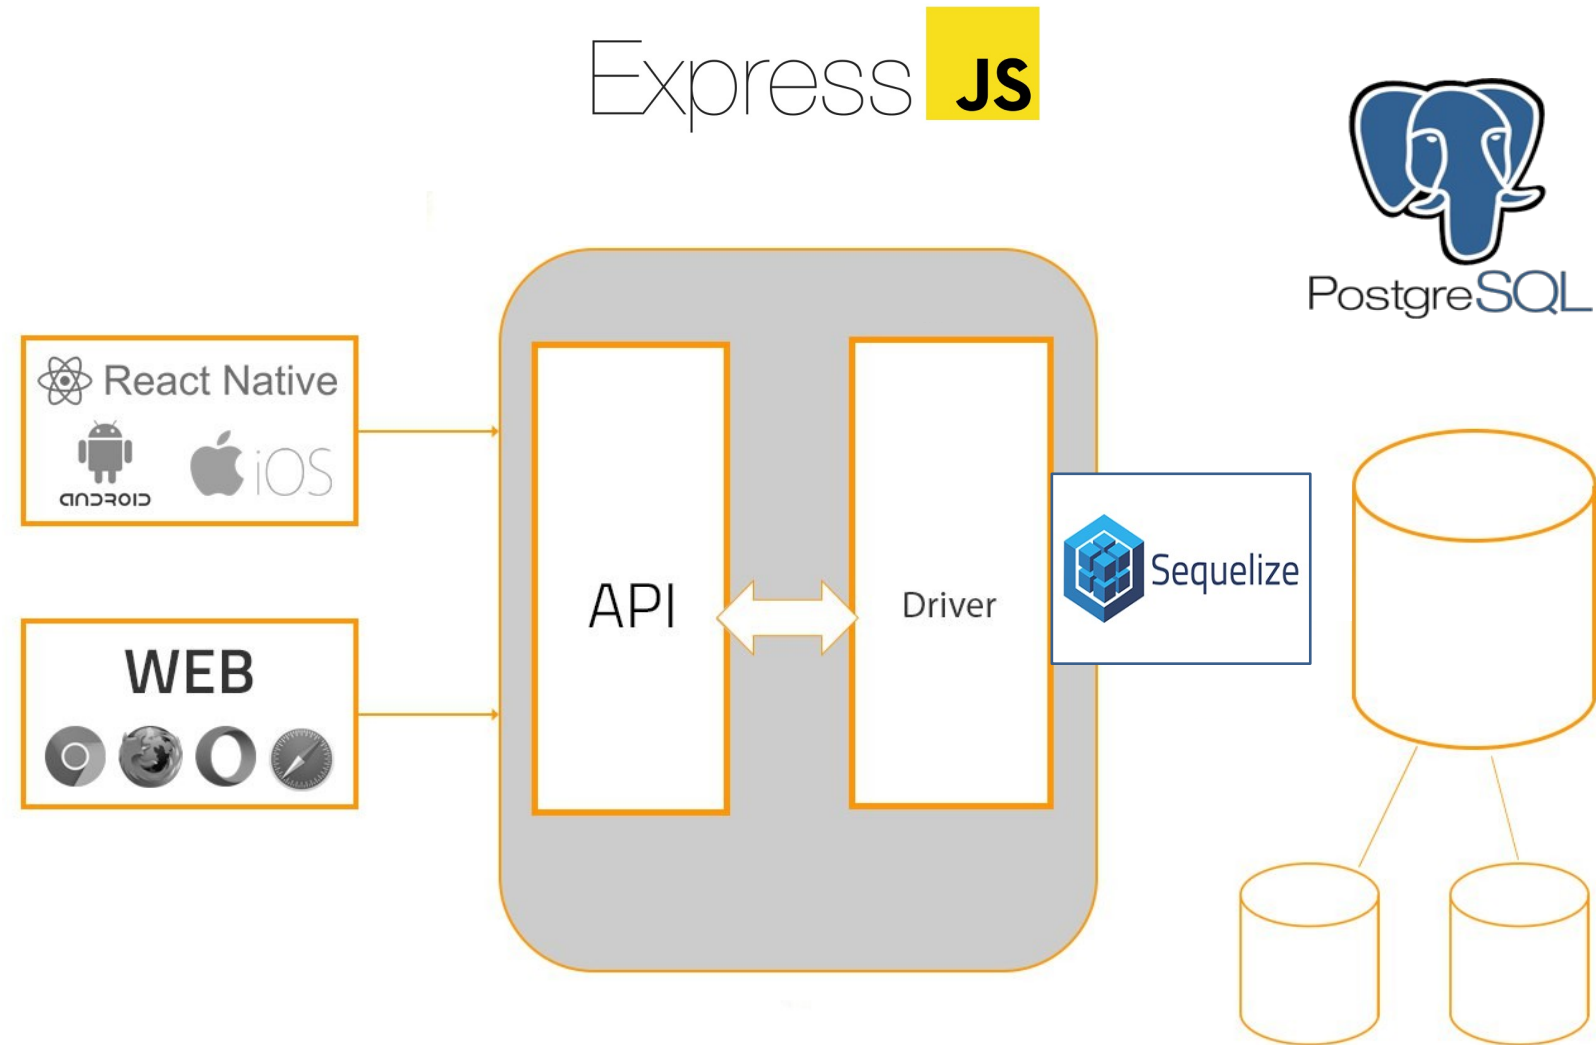 Express JS
PostgreSQL
React Native
ANDROID
iOS
WEB
API
Driver
Sequelize